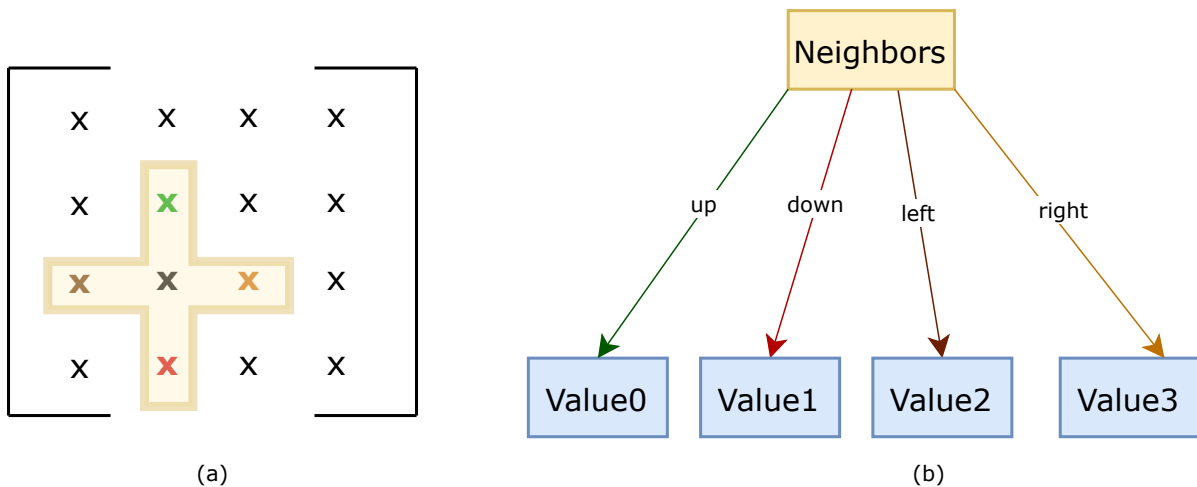 x x x x
x x x x
x x x x
x x x x
(a)
Neighbors
up down left right
Value0 Value1 Value2 Value3
(b)